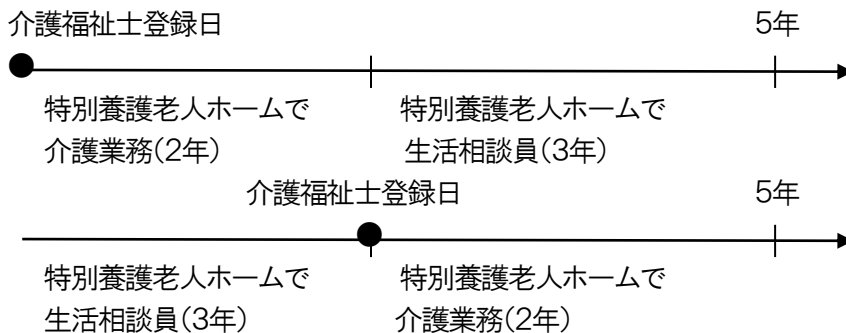 介護福祉士登録日 5年
特別養護老人ホームで 特別養護老人ホームで
介護業務(2年) 生活相談員(3年)
介護福祉士登録日 5年
特別養護老人ホームで 特別養護老人ホームで
生活相談員(3年) 介護業務(2年)